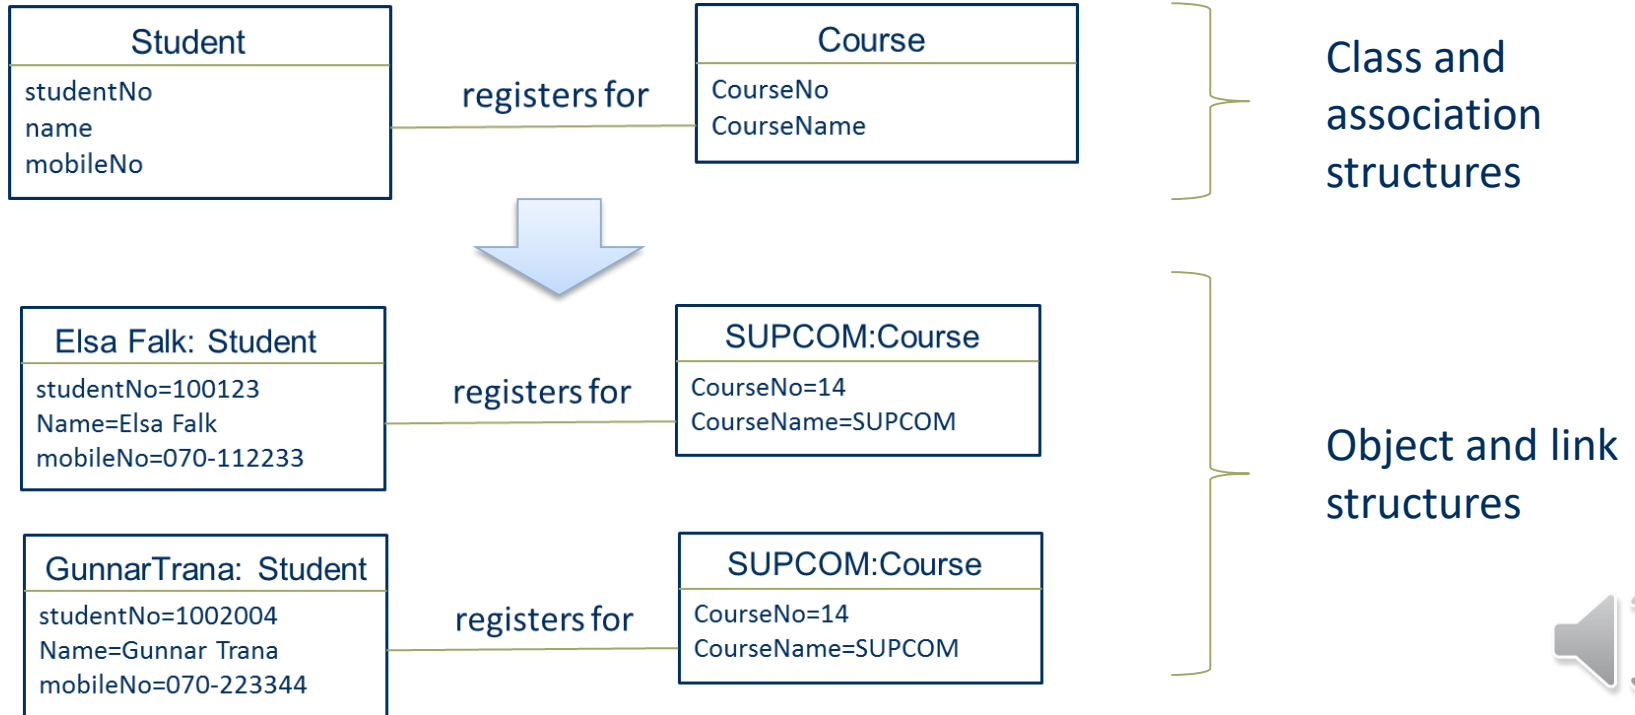 Student
studentNo
name
mobileNo
registers for
Course
CourseNo
CourseName
Class and
association
structures
Elsa Falk: Student
studentNo=100123
Name=Elsa Falk
mobileNo=070-112233
registers for
SUPCOM:Course
CourseNo=14
CourseName=SUPCOM
Object and link
structures
GunnarTrana: Student
studentNo=1002004
Name=Gunnar Trana
mobileNo=070-223344
registers for
SUPCOM:Course
CourseNo=14
CourseName=SUPCOM